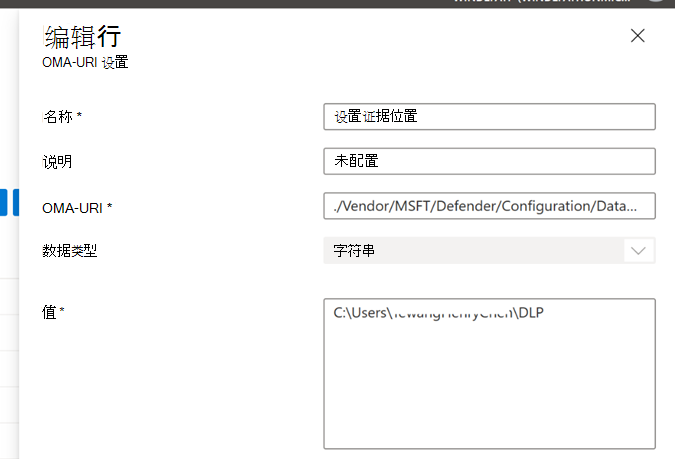 编辑行
OMA-URI 设置
名称 *
设置证据位置
说明
未配置
OMA-URI *
./Vendor/MSFT/Defender/Configuration/Data...
数据类型
字符串
值 *
C:\Users\ \DLP